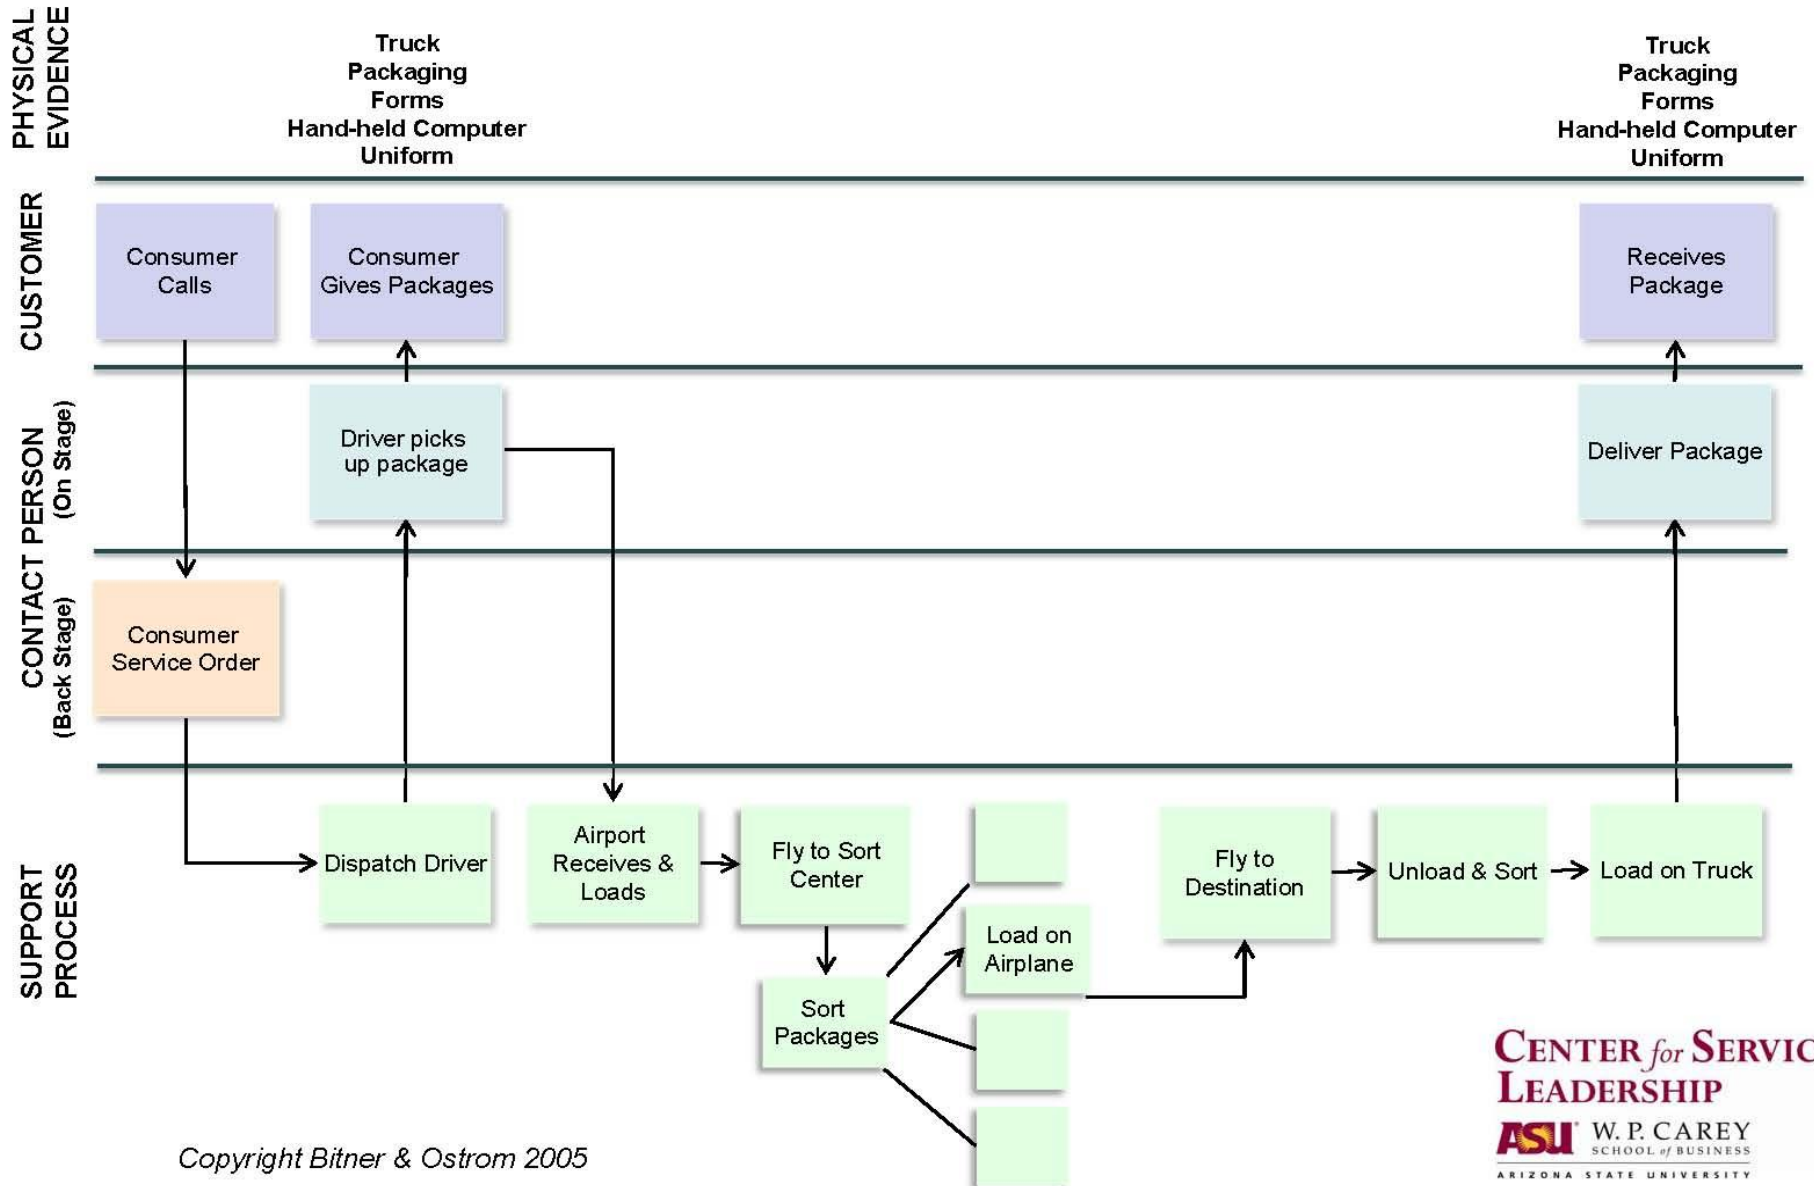 PHYSICAL
EVIDENCE
Truck
Packaging
Forms
Hand-held Computer
Uniform
Truck
Packaging
Forms
Hand-held Computer
Uniform
CUSTOMER
Consumer
Calls
Consumer
Gives Packages
Receives
Package
CONTACT PERSON
(On Stage)
(Back Stage)
Driver picks
up package
Deliver Package
Consumer
Service Order
SUPPORT
PROCESS
Dispatch Driver
Airport
Receives &
Loads
Fly to Sort
Center
Sort
Packages
Load on
Airplane
Fly to
Destination
Unload & Sort
Load on Truck
Copyright Bitner & Ostrom 2005
CENTER for SERVIC
LEADERSHIP
ASU W. P. CAREY
SCHOOL of BUSINESS
ARIZONA STATE UNIVERSITY